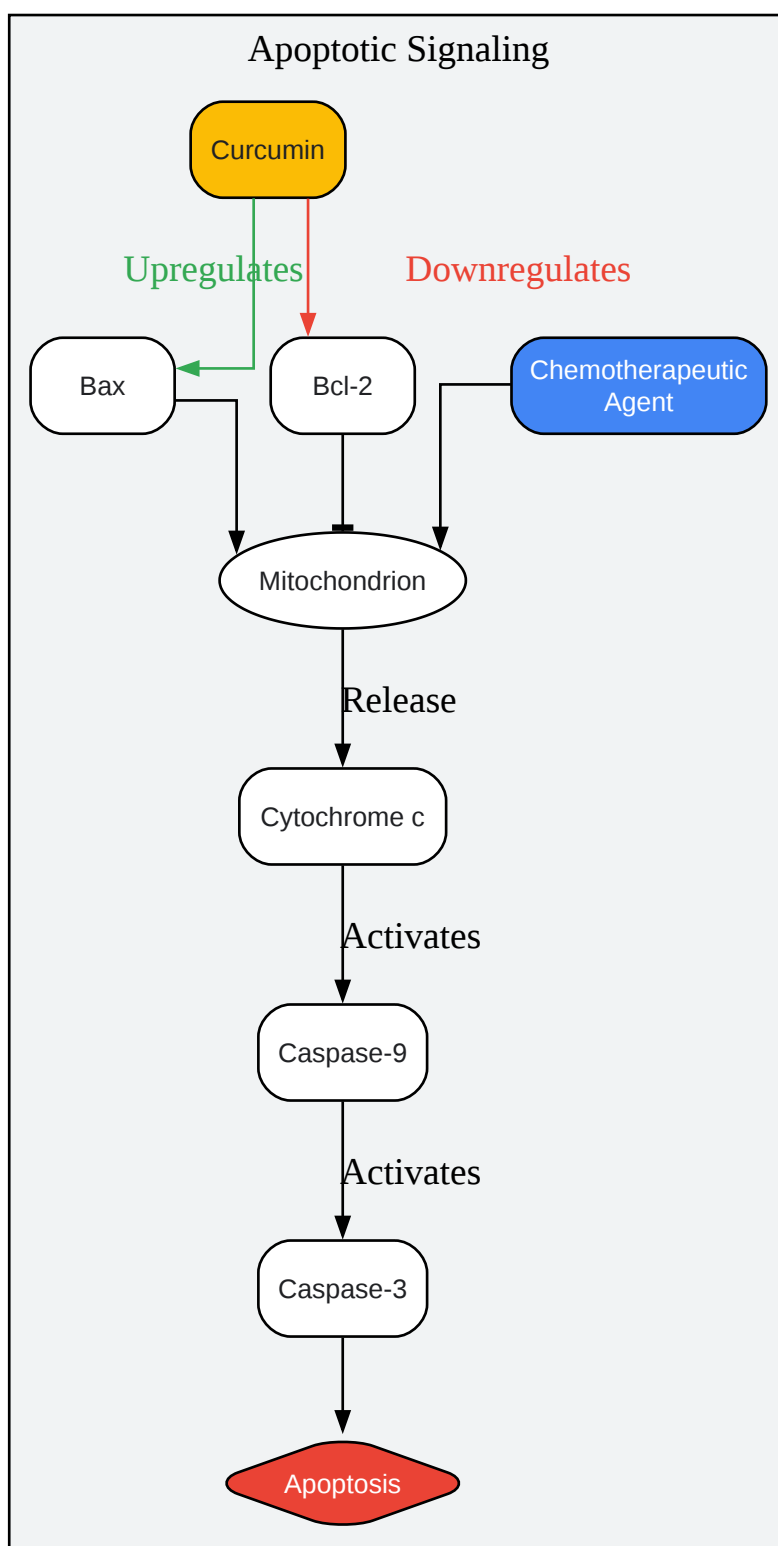 Apoptotic Signaling
Curcumin
Upregulates
Downregulates
Bax
Bcl-2
Chemotherapeutic
Agent
Mitochondrion
Release
Cytochrome c
Activates
Caspase-9
Activates
Caspase-3
Apoptosis